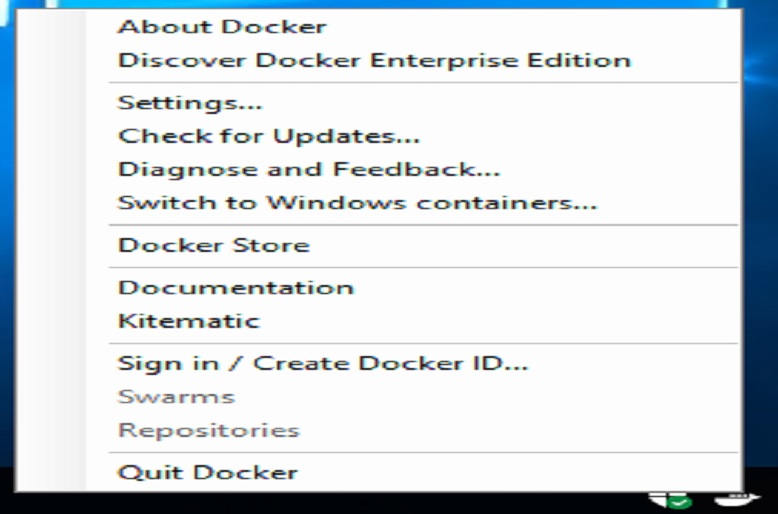 About Docker
Discover Docker Enterprise Edition
Settings...
Check for Updates...
Diagnose and Feedback...
Switch to Windows containers...
Docker Store
Documentation
Kitematic
Sign in / Create Docker ID...
Swarms
Repositories
Quit Docker